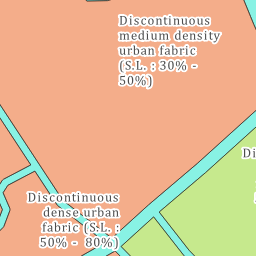 Discontinuous
medium density
urban fabric
(S.L. : 30% -
50%)
Di
Discontinuous
dense urban
fabric (S.L. :
50% -  80%)